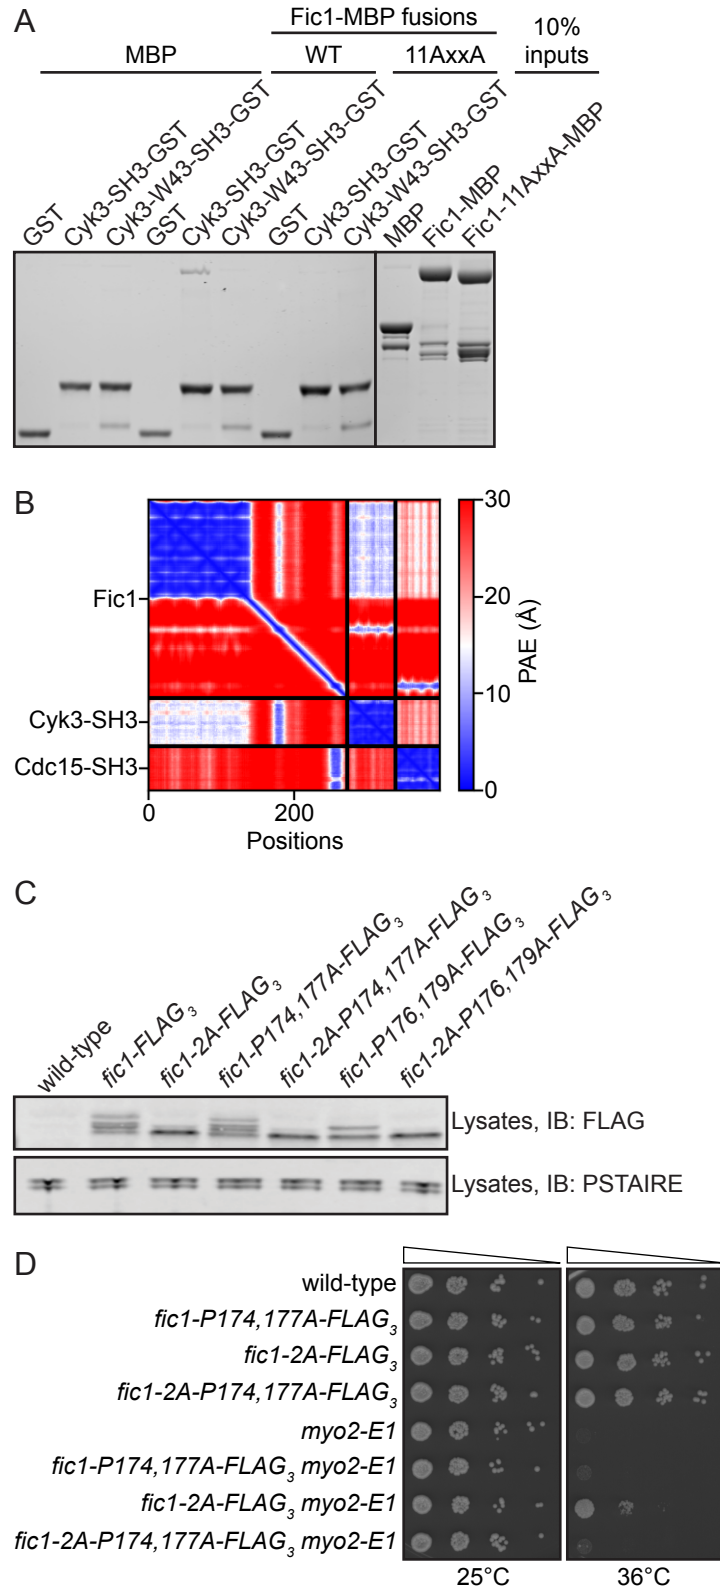 A
Fic1-MBP fusions
10%
inputs
MBP
WT
11AxxA
GST
Cyk3-SH3-GST
Cyk3-W43-SH3-GST
GST
Cyk3-SH3-GST
Cyk3-W43-SH3-GST
GST
Cyk3-SH3-GST
Cyk3-W43-SH3-GST
MBP
Fic1-MBP
Fic1-11AxxA-MBP
B
Fic1
Cyk3-SH3
Cdc15-SH3
0
200
Positions
30
20
10
0
PAE (Å)
C
wild-type
fic1-FLAG3
fic1-2A-FLAG3
fic1-P174,177A-FLAG3
fic1-2A-P174,177A-FLAG3
fic1-P176,179A-FLAG3
fic1-2A-P176,179A-FLAG3
Lysates, IB: FLAG
Lysates, IB: PSTAIRE
D
wild-type
fic1-P174,177A-FLAG3
fic1-2A-FLAG3
fic1-2A-P174,177A-FLAG3
myo2-E1
fic1-P174,177A-FLAG3 myo2-E1
fic1-2A-FLAG3 myo2-E1
fic1-2A-P174,177A-FLAG3 myo2-E1
25°C
36°C